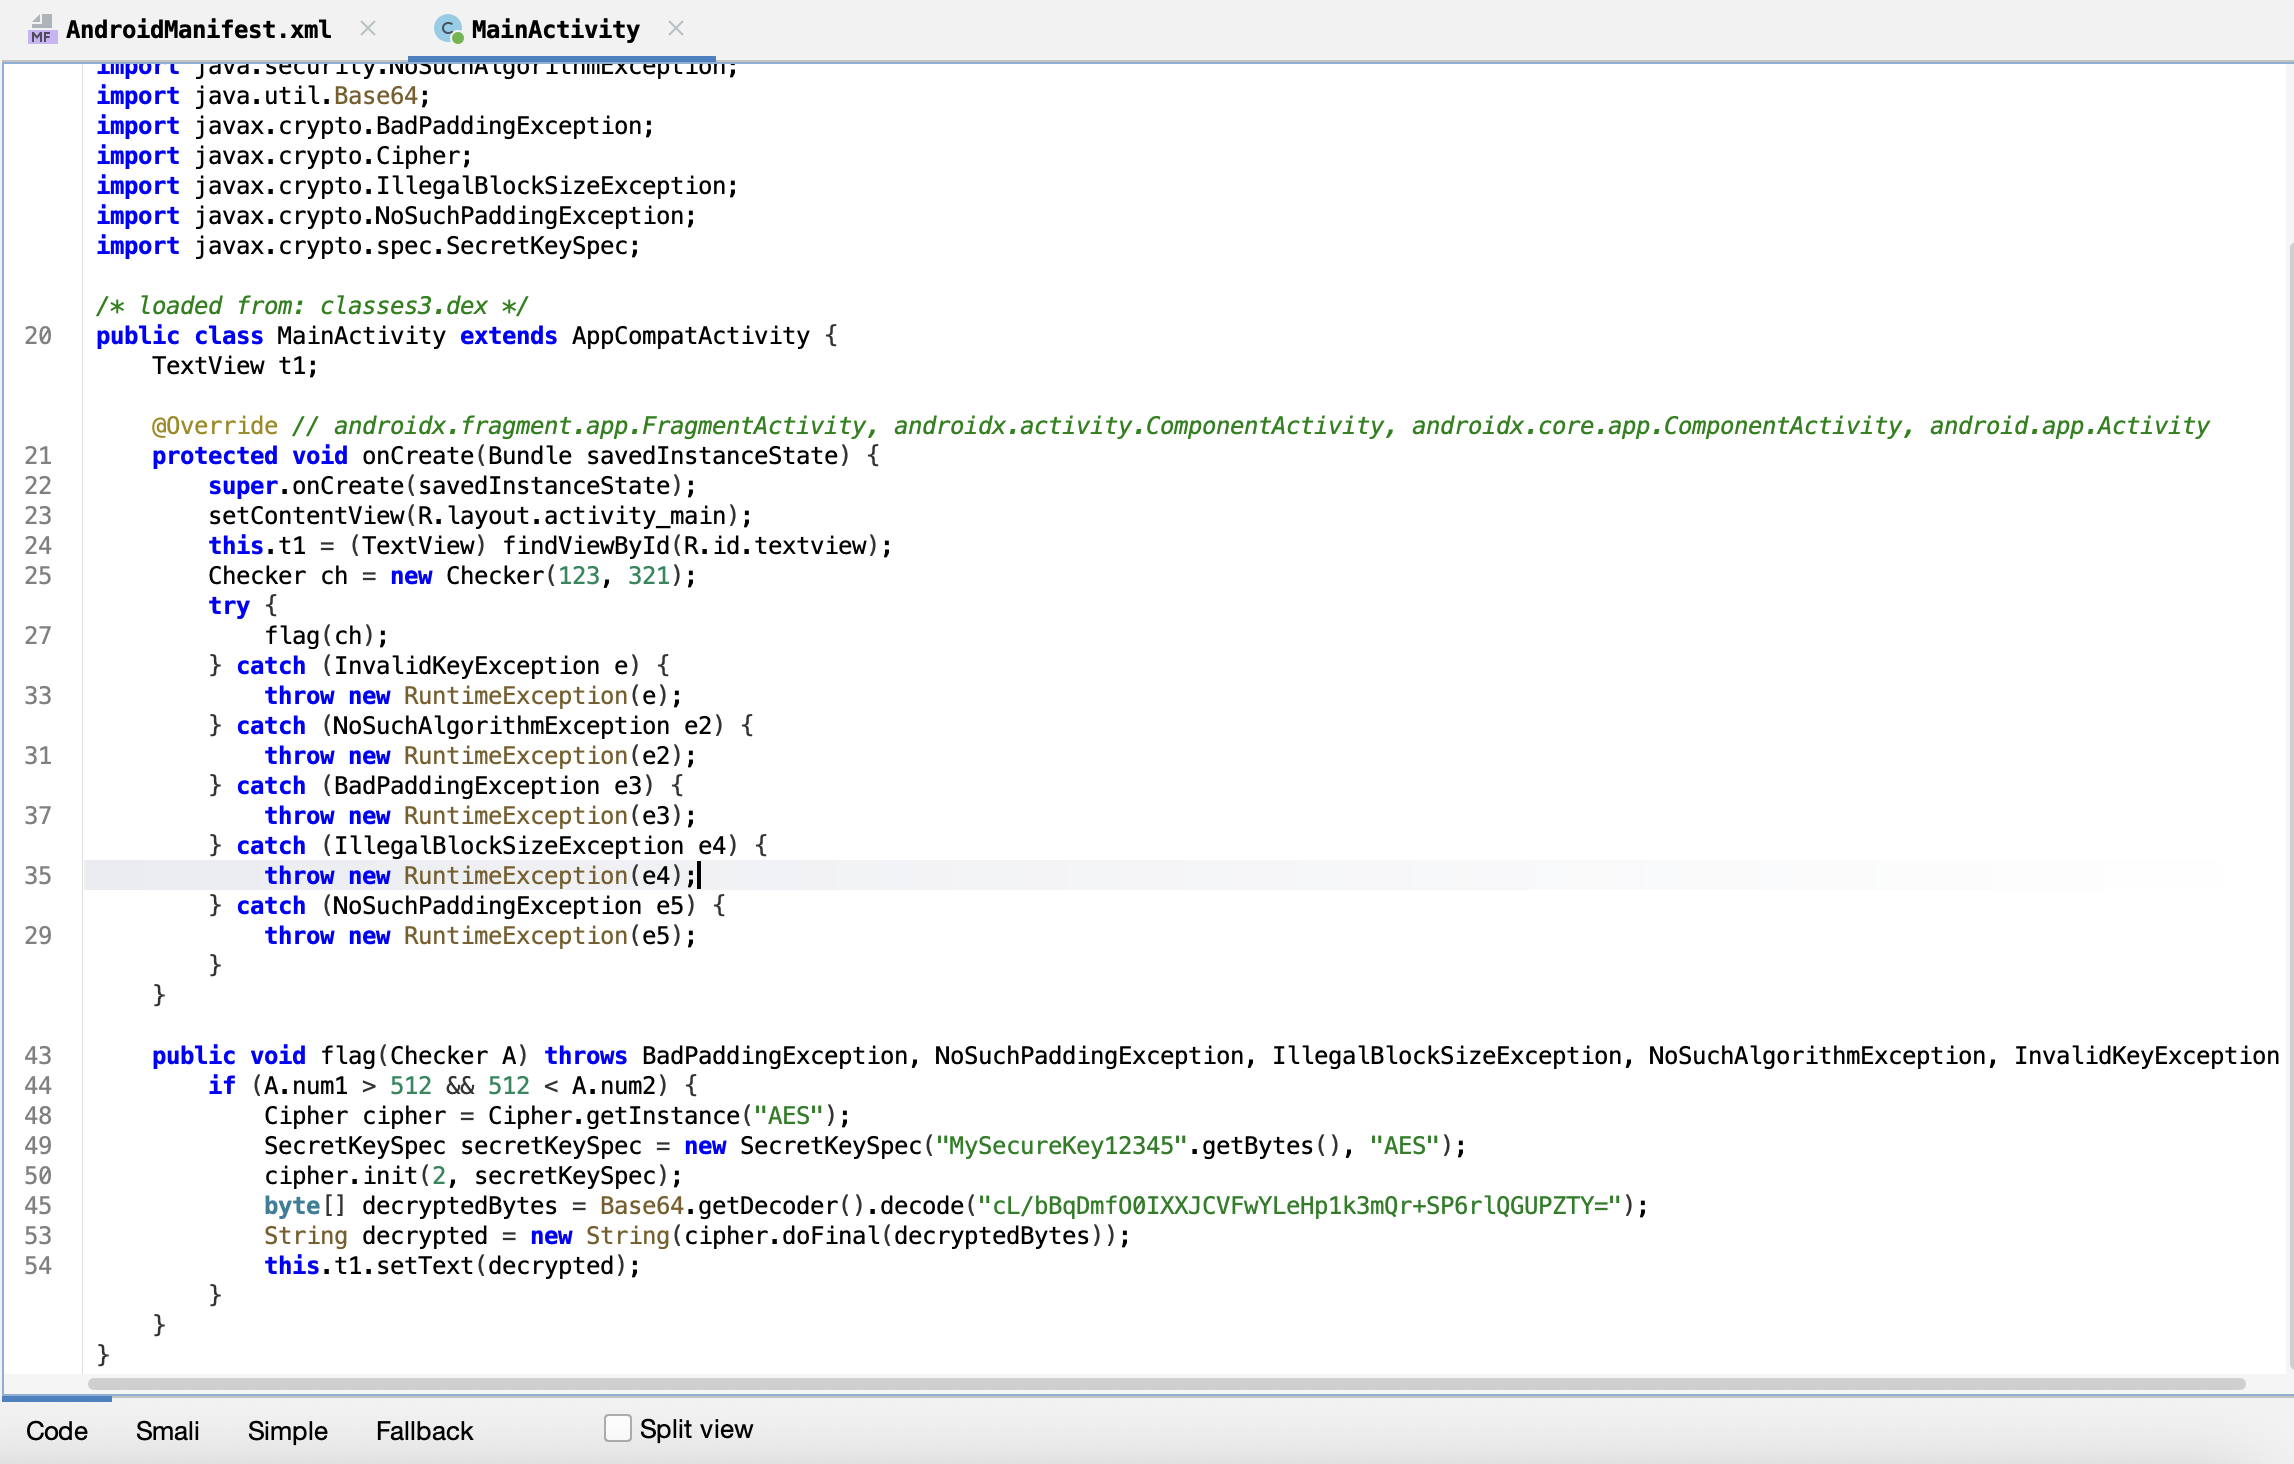 MF AndroidManifest.xml × C MainActivity ×
import java.security.NoSuchAlgorithmException;
import java.util.Base64;
import javax.crypto.BadPaddingException;
import javax.crypto.Cipher;
import javax.crypto.IllegalBlockSizeException;
import javax.crypto.NoSuchPaddingException;
import javax.crypto.spec.SecretKeySpec;
/* loaded from: classes3.dex */
20 public class MainActivity extends AppCompatActivity {
TextView t1;
@Override // androidx.fragment.app.FragmentActivity, androidx.activity.ComponentActivity, androidx.core.app.ComponentActivity, android.app.Activity
21 protected void onCreate(Bundle savedInstanceState) {
22 super.onCreate(savedInstanceState);
23 setContentView(R.layout.activity_main);
24 this.t1 = (TextView) findViewById(R.id.textview);
25 Checker ch = new Checker(123, 321);
try {
27 flag(ch);
} catch (InvalidKeyException e) {
33 throw new RuntimeException(e);
} catch (NoSuchAlgorithmException e2) {
31 throw new RuntimeException(e2);
} catch (BadPaddingException e3) {
37 throw new RuntimeException(e3);
} catch (IllegalBlockSizeException e4) {
35 throw new RuntimeException(e4);
} catch (NoSuchPaddingException e5) {
29 throw new RuntimeException(e5);
}
}
43 public void flag(Checker A) throws BadPaddingException, NoSuchPaddingException, IllegalBlockSizeException, NoSuchAlgorithmException, InvalidKeyException
44 if (A.num1 > 512 && 512 < A.num2) {
48 Cipher cipher = Cipher.getInstance("AES");
49 SecretKeySpec secretKeySpec = new SecretKeySpec("MySecureKey12345".getBytes(), "AES");
50 cipher.init(2, secretKeySpec);
45 byte[] decryptedBytes = Base64.getDecoder().decode("cL/bBqDmfO0IXXJCVFwYLeHp1k3mQr+SP6rlQGUPZTY=");
53 String decrypted = new String(cipher.doFinal(decryptedBytes));
54 this.t1.setText(decrypted);
}
}
}
Code Smali Simple Fallback Split view